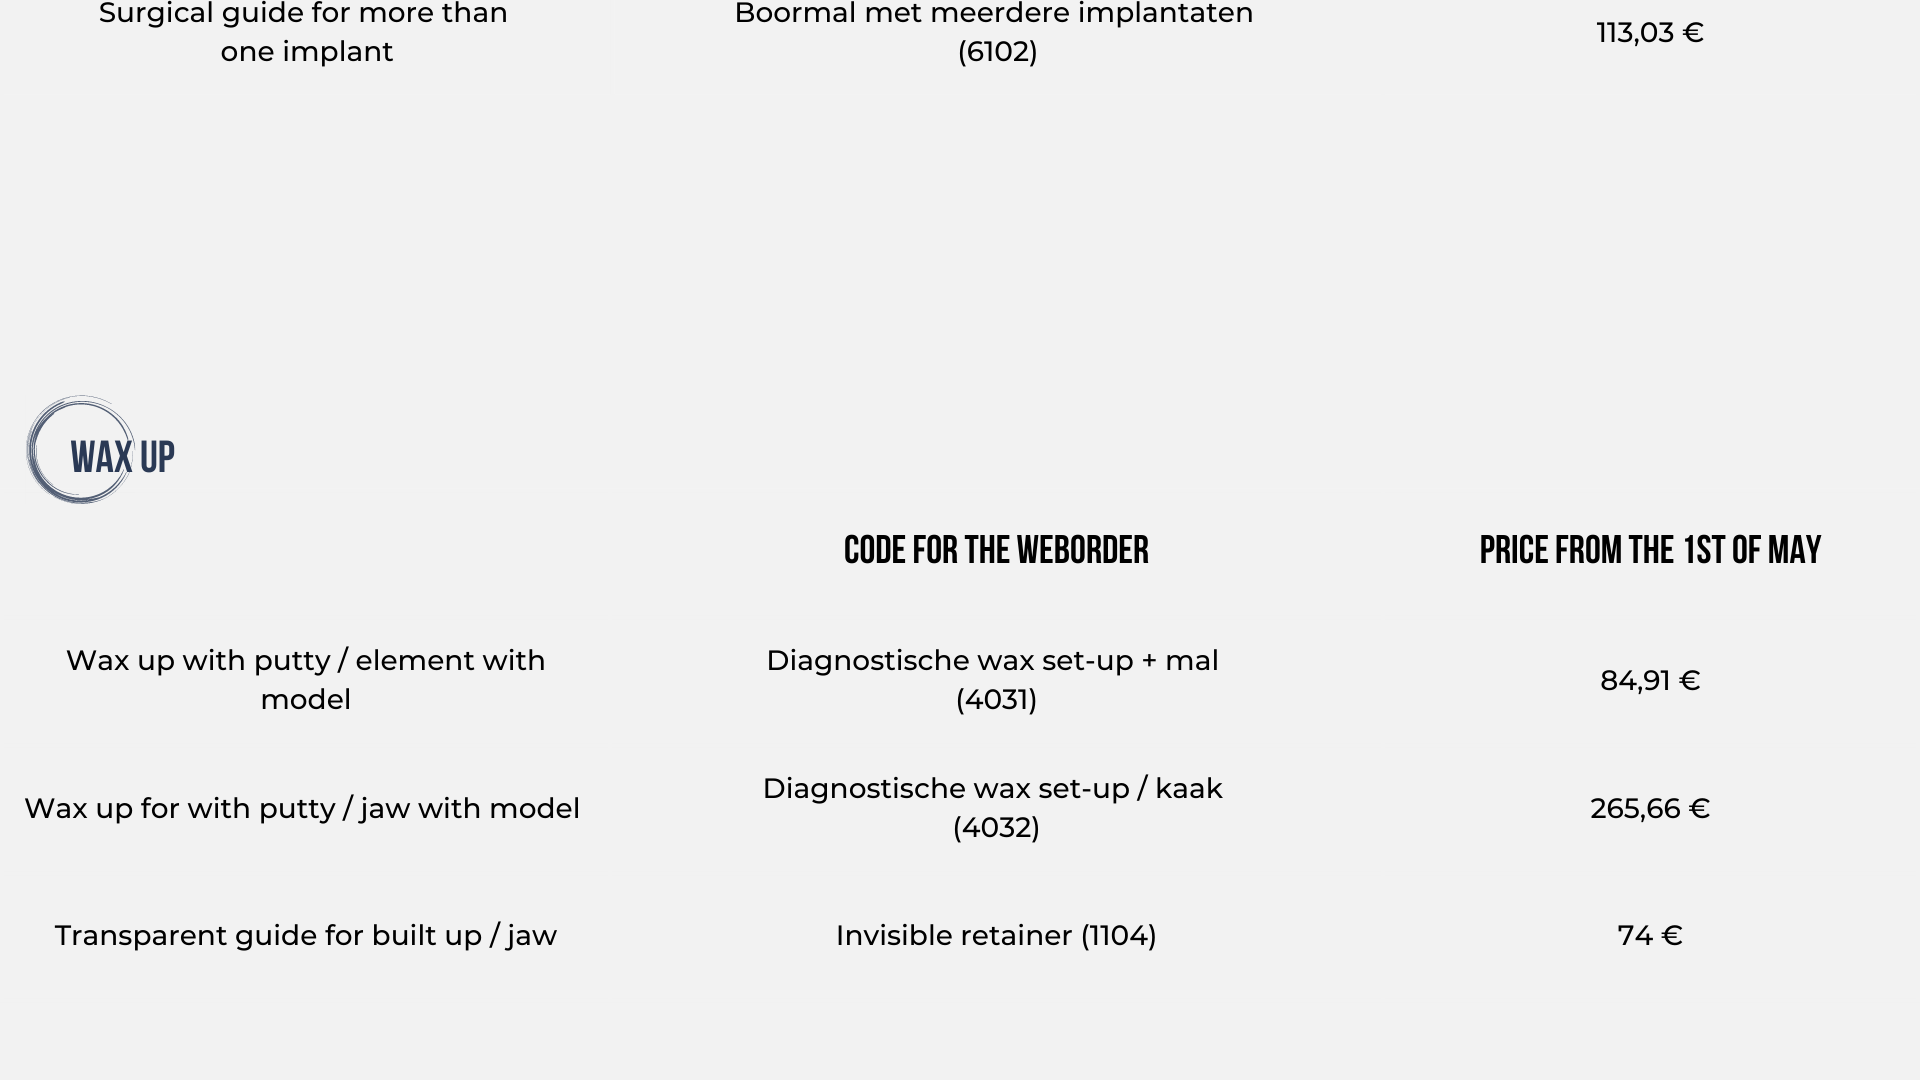 Surgical guide for more than
one implant
Boormal met meerdere implantaten
(6102)
113,03 €
WAX UP
CODE FOR THE WEBORDER
PRICE FROM THE 1ST OF MAY
Wax up with putty / element with
model
Diagnostische wax set-up + mal
(4031)
84,91 €
Wax up for with putty / jaw with model
Diagnostische wax set-up / kaak
(4032)
265,66 €
Transparent guide for built up / jaw
Invisible retainer (1104)
74 €